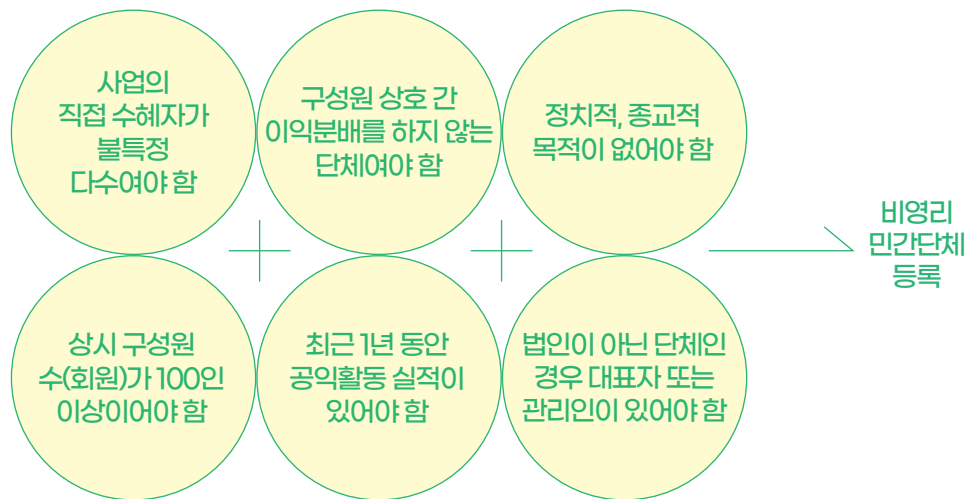 사업의
직접 수혜자가
불특정
다수여야 함
구성원 상호 간
이익분배를 하지 않는
단체여야 함
정치적, 종교적
목적이 없어야 함
상시 구성원
수(회원)가 100인
이상이어야 함
최근 1년 동안
공익활동 실적이
있어야 함
법인이 아닌 단체인
경우 대표자 또는
관리인이 있어야 함
비영리
민간단체
등록